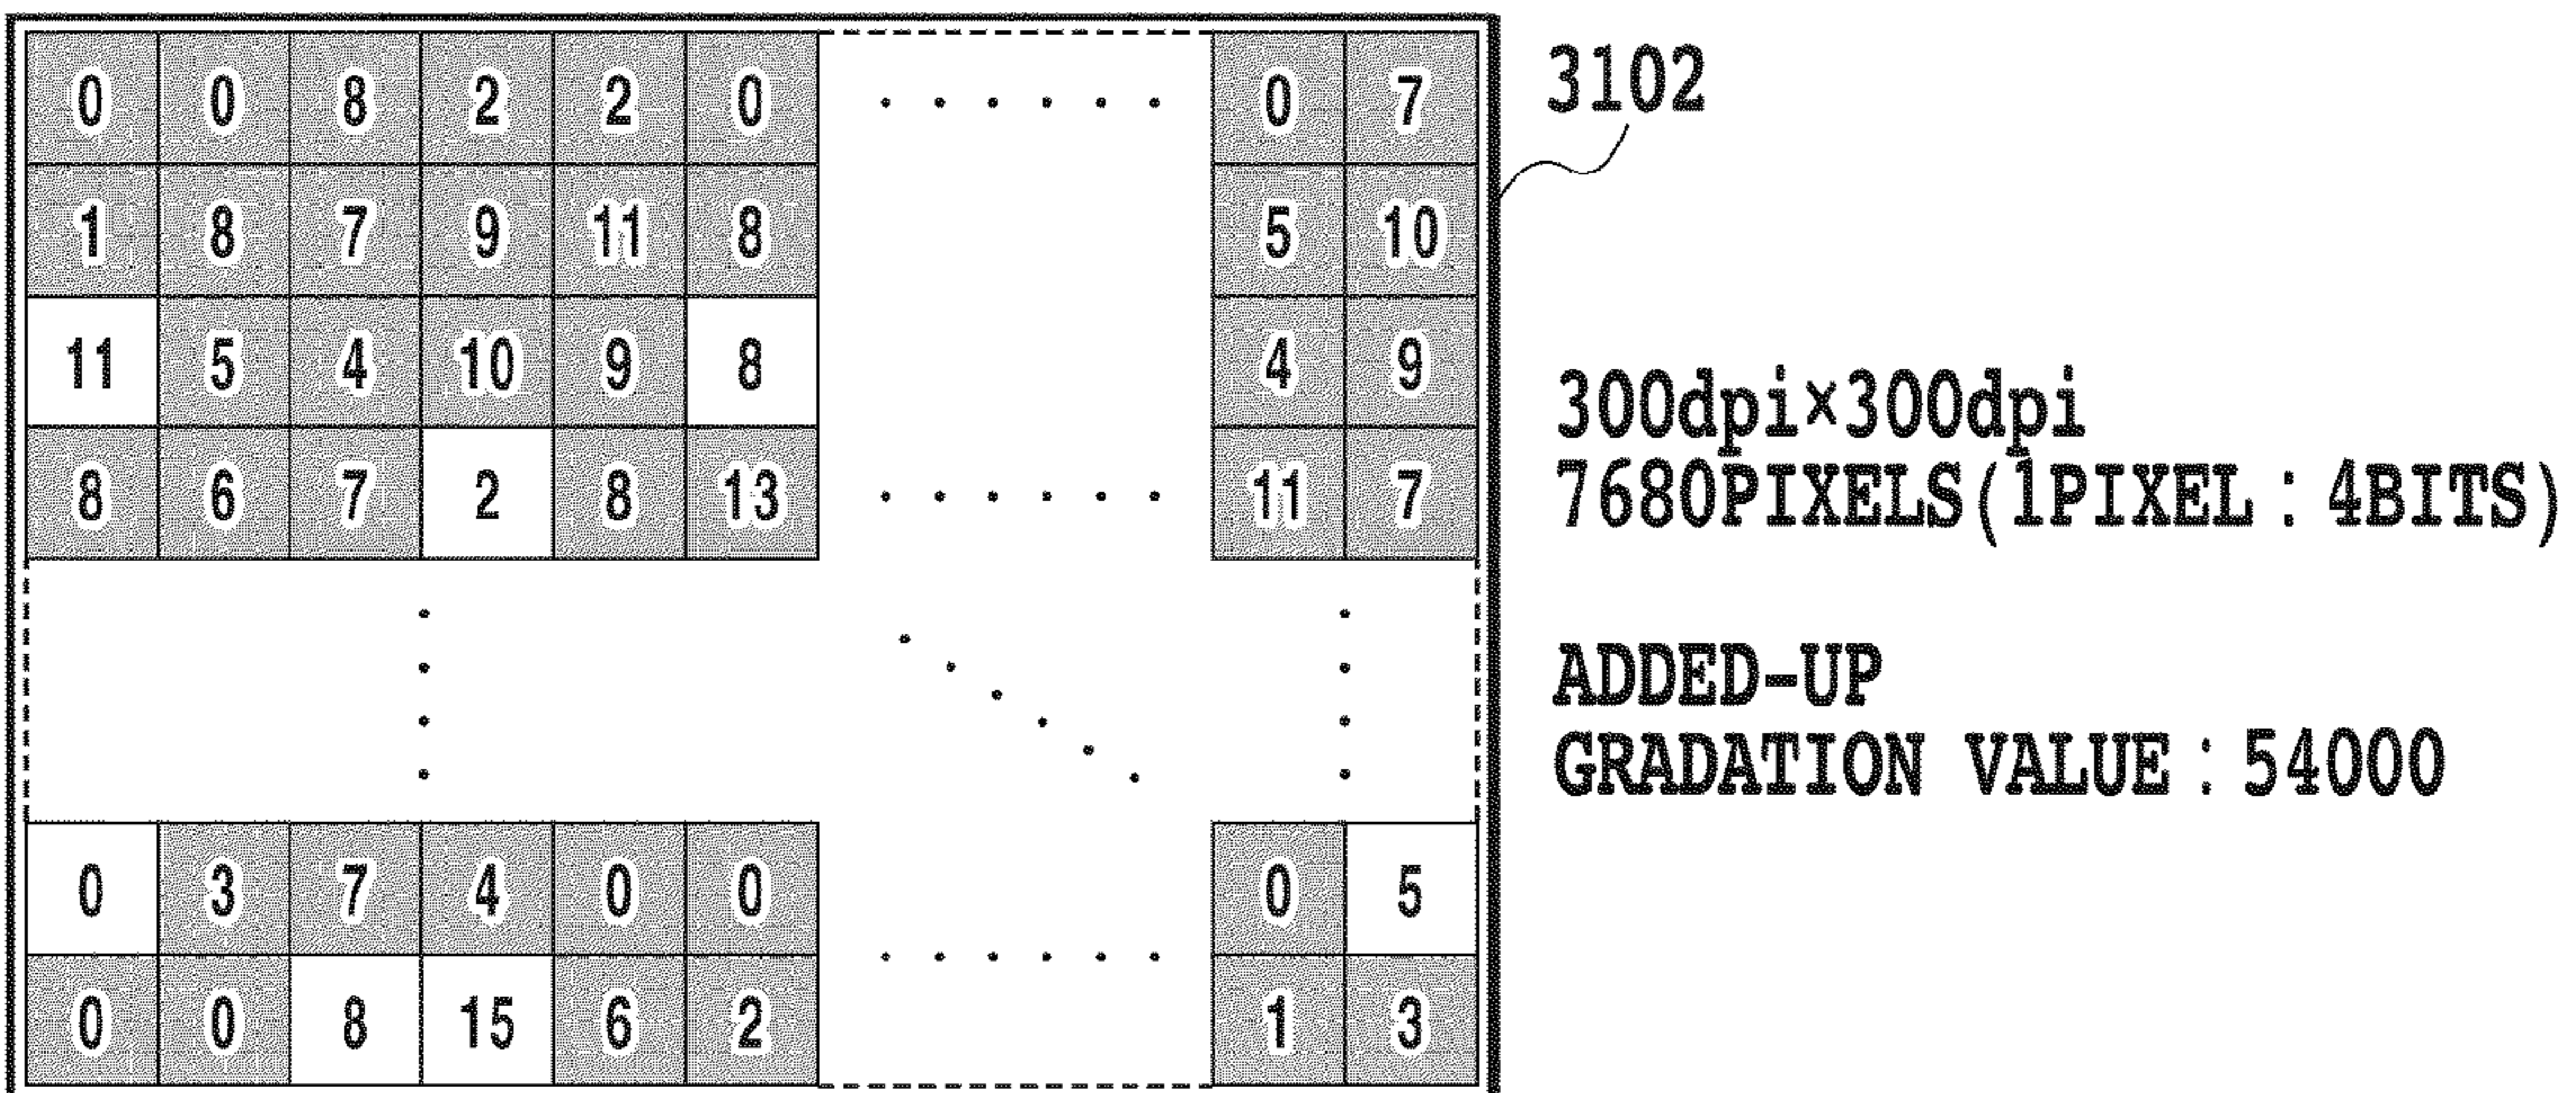 0 0 8 2 2 0 ...... 0 7
3102
1 8 7 9 11 8 5 10
11 5 4 10 9 8 4 9
300dpi×300dpi
8 6 7 2 8 13 ...... 11 7
7680PIXELS(1PIXEL : 4BITS)
ADDED-UP
GRADATION VALUE : 54000
0 3 7 4 0 0 0 5
0 0 8 15 6 2 ...... 1 3